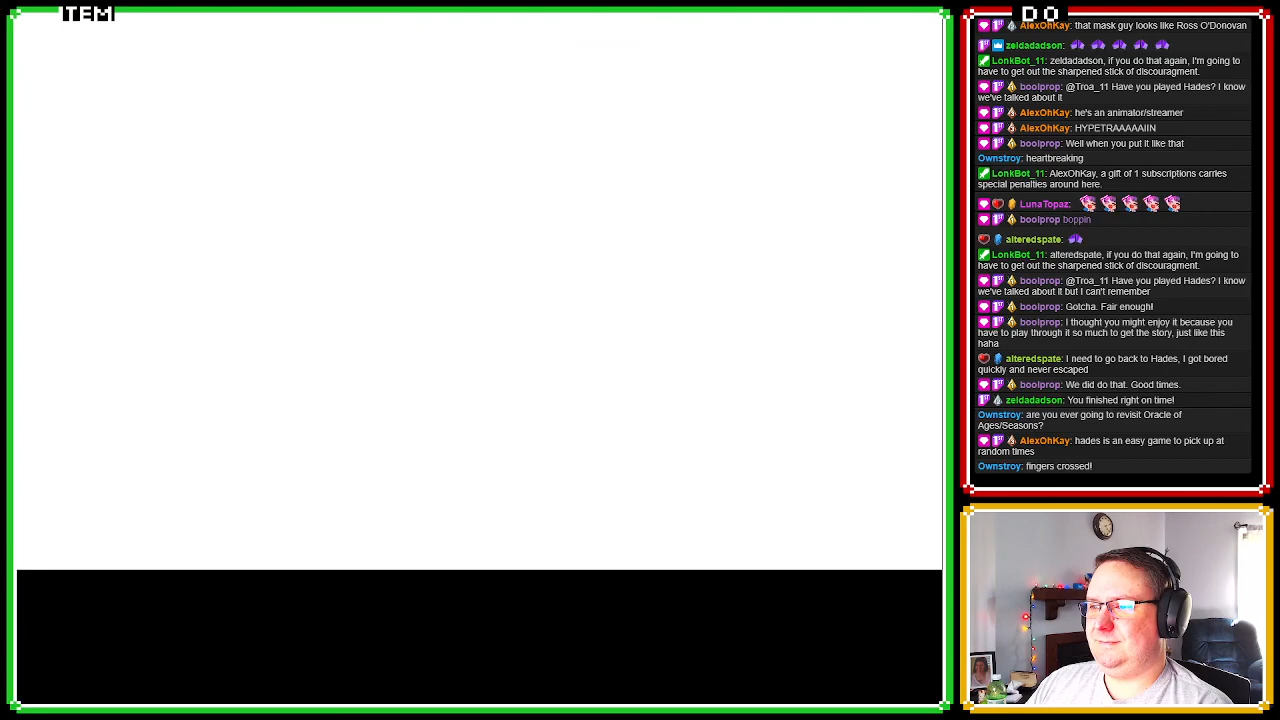 ITEM
DO
AlexOhKay: that mask guy looks like Ross O'Donovan
zeldadadson:
LonkBot_11: zeldadadson, if you do that again, I'm going to
have to get out the sharpened stick of discouragment.
boolprop: @Troa_11 Have you played Hades? I know
we've talked about it
AlexOhKay: he's an animator/streamer
AlexOhKay: HYPETRAAAAAIIN
boolprop: Well when you put it like that
Ownstroy: heartbreaking
LonkBot_11: AlexOhKay, a gift of 1 subscriptions carries
special penalties around here.
LunaTopaz:
boolprop boppin
alteredspate:
LonkBot_11: alteredspate, if you do that again, I'm going to
have to get out the sharpened stick of discouragment.
boolprop: @Troa_11 Have you played Hades? I know
we've talked about it but I can't remember
boolprop: Gotcha. Fair enough!
boolprop: I thought you might enjoy it because you
have to play through it so much to get the story, just like this
haha
alteredspate: I need to go back to Hades, I got bored
quickly and never escaped
boolprop: We did do that. Good times.
zeldadadson: You finished right on time!
Ownstroy: are you ever going to revisit Oracle of
Ages/Seasons?
AlexOhKay: hades is an easy game to pick up at
random times
Ownstroy: fingers crossed!